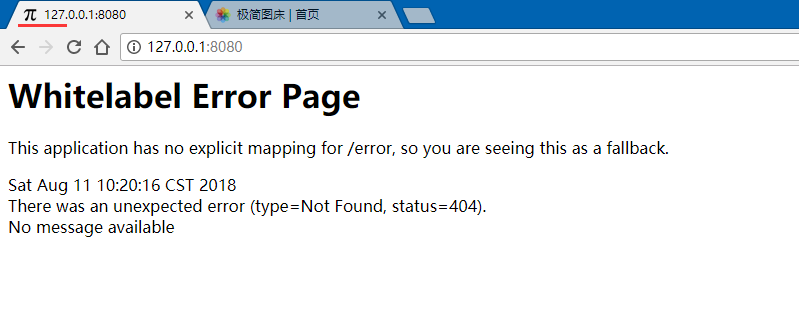 π 127.0.0.1:8080
极简图床 | 首页
127.0.0.1:8080
Whitelabel Error Page
This application has no explicit mapping for /error, so you are seeing this as a fallback.
Sat Aug 11 10:20:16 CST 2018
There was an unexpected error (type=Not Found, status=404).
No message available